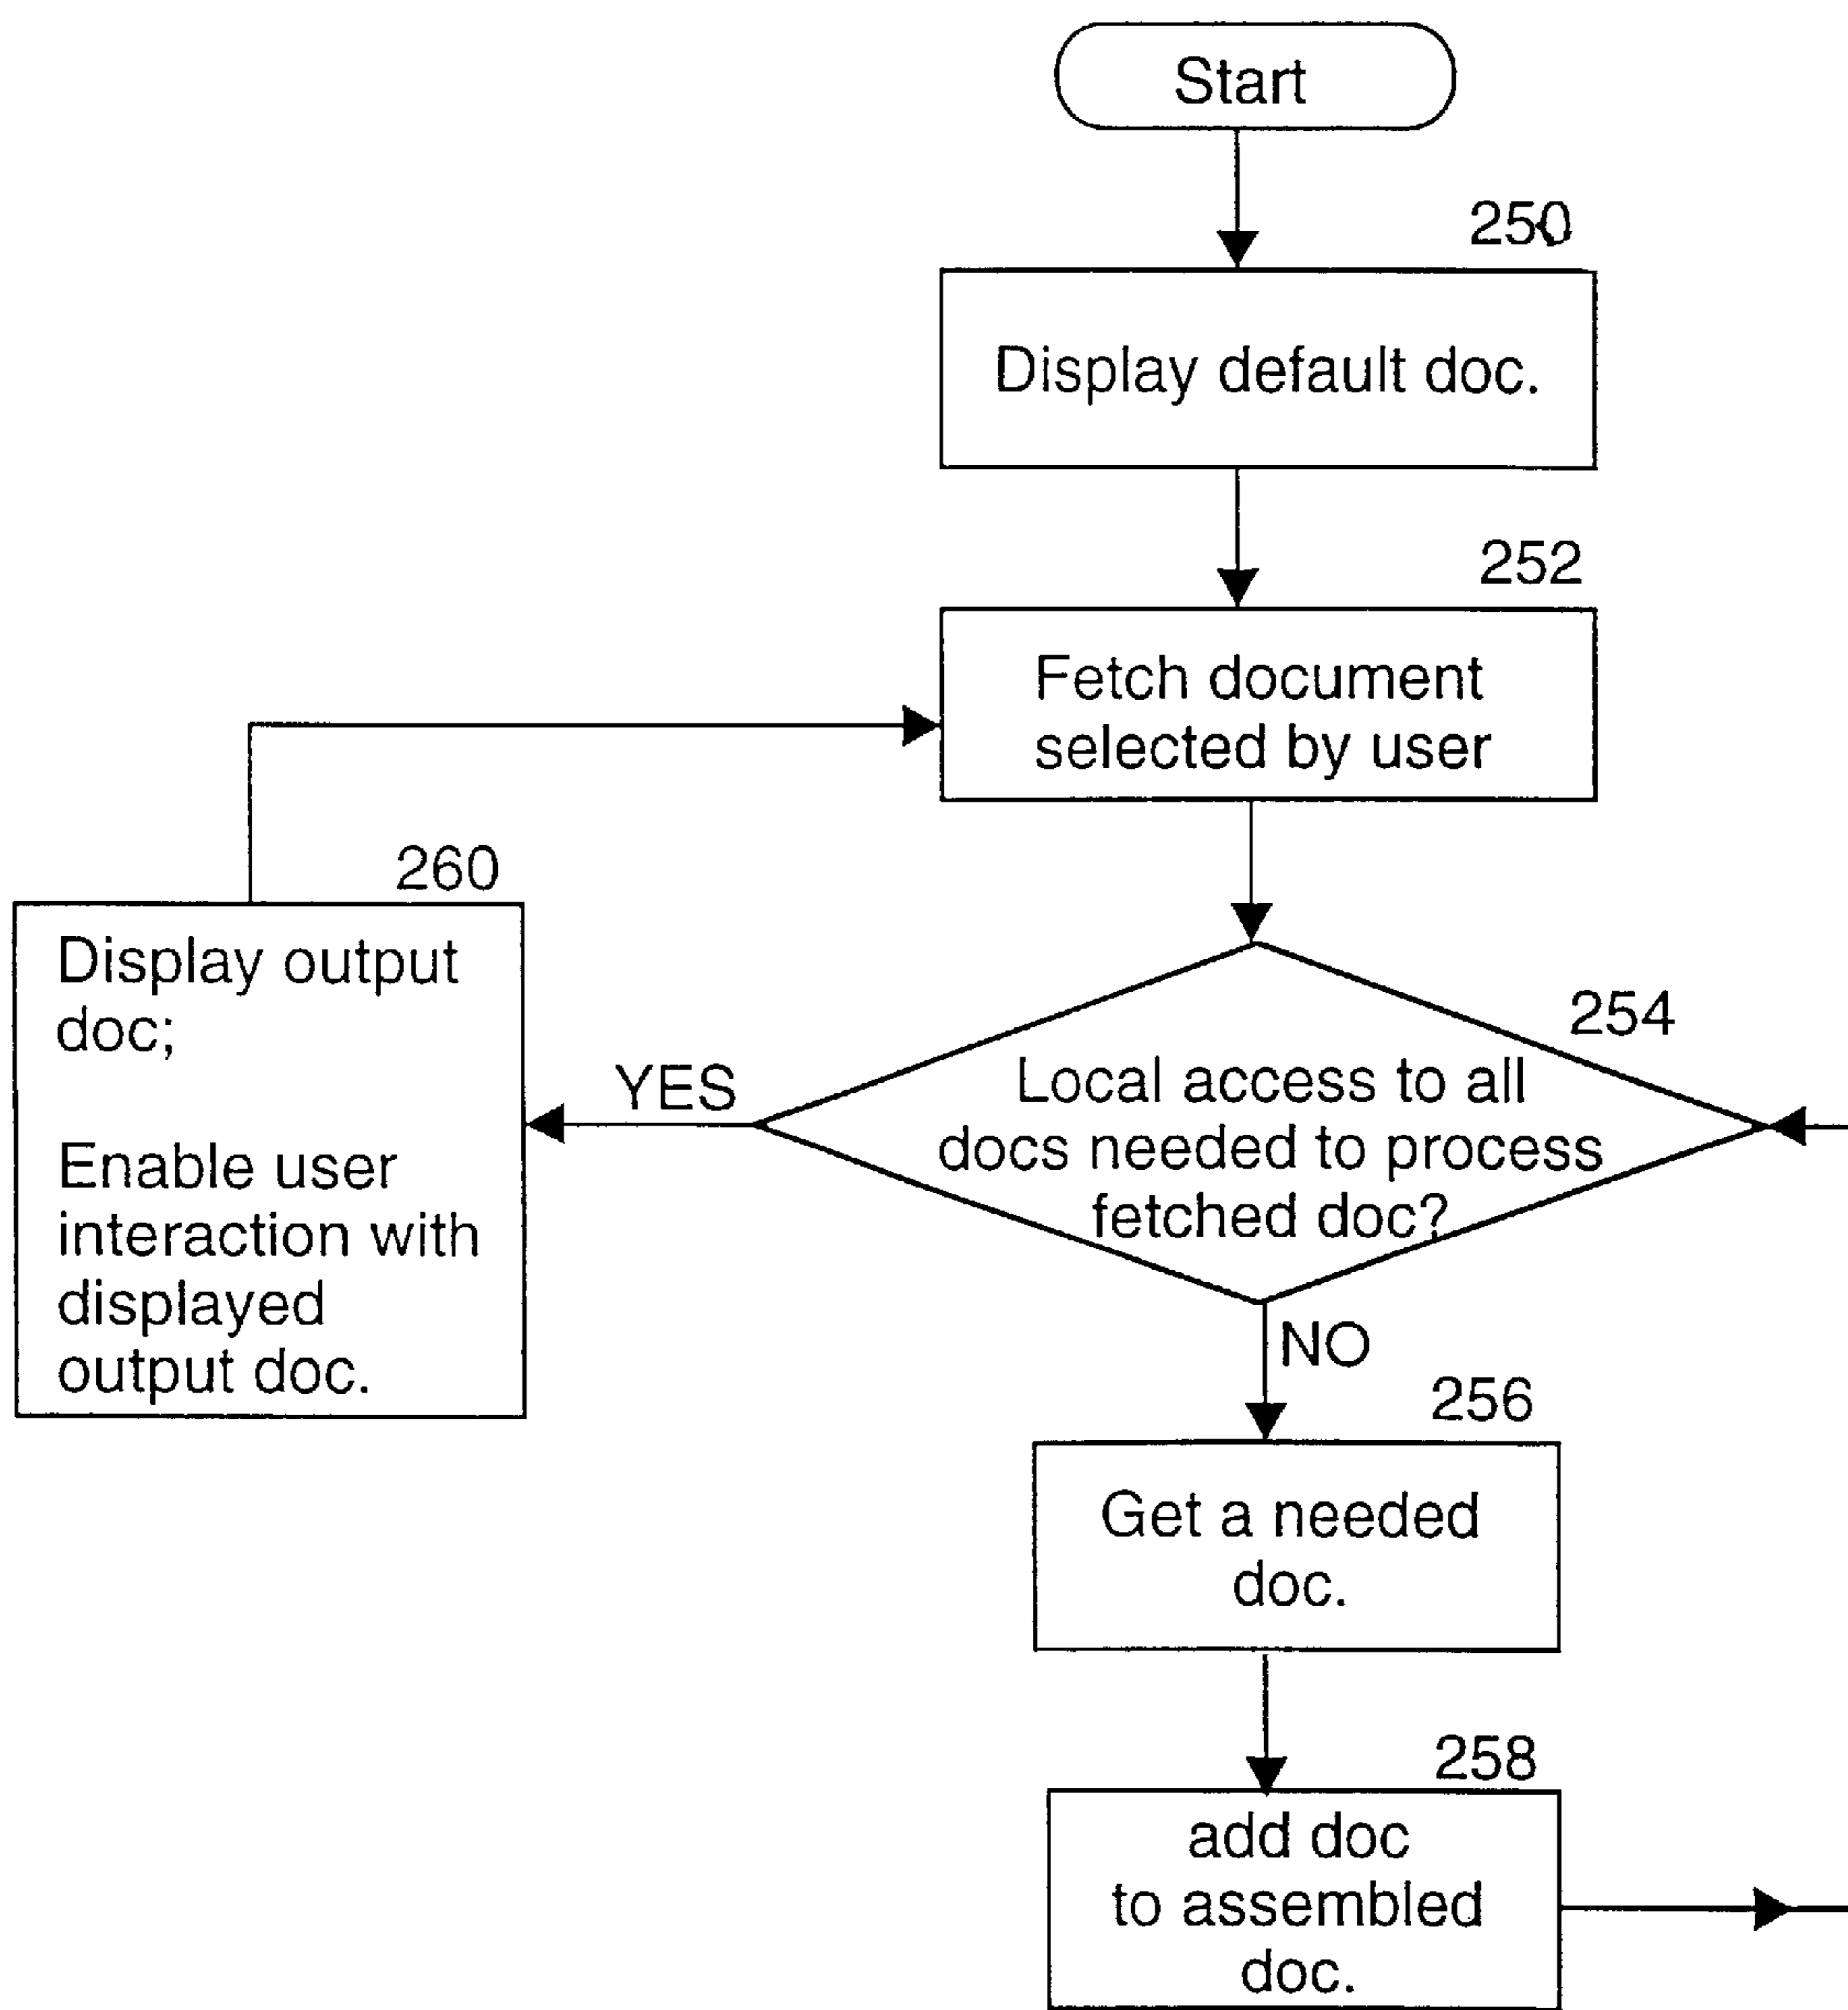 Start
250
Display default doc.
252
Fetch document
selected by user
260
Display output
doc;
Enable user
interaction with
displayed
output doc.
254
Local access to all
docs needed to process
fetched doc?
YES
NO
256
Get a needed
doc.
258
add doc
to assembled
doc.